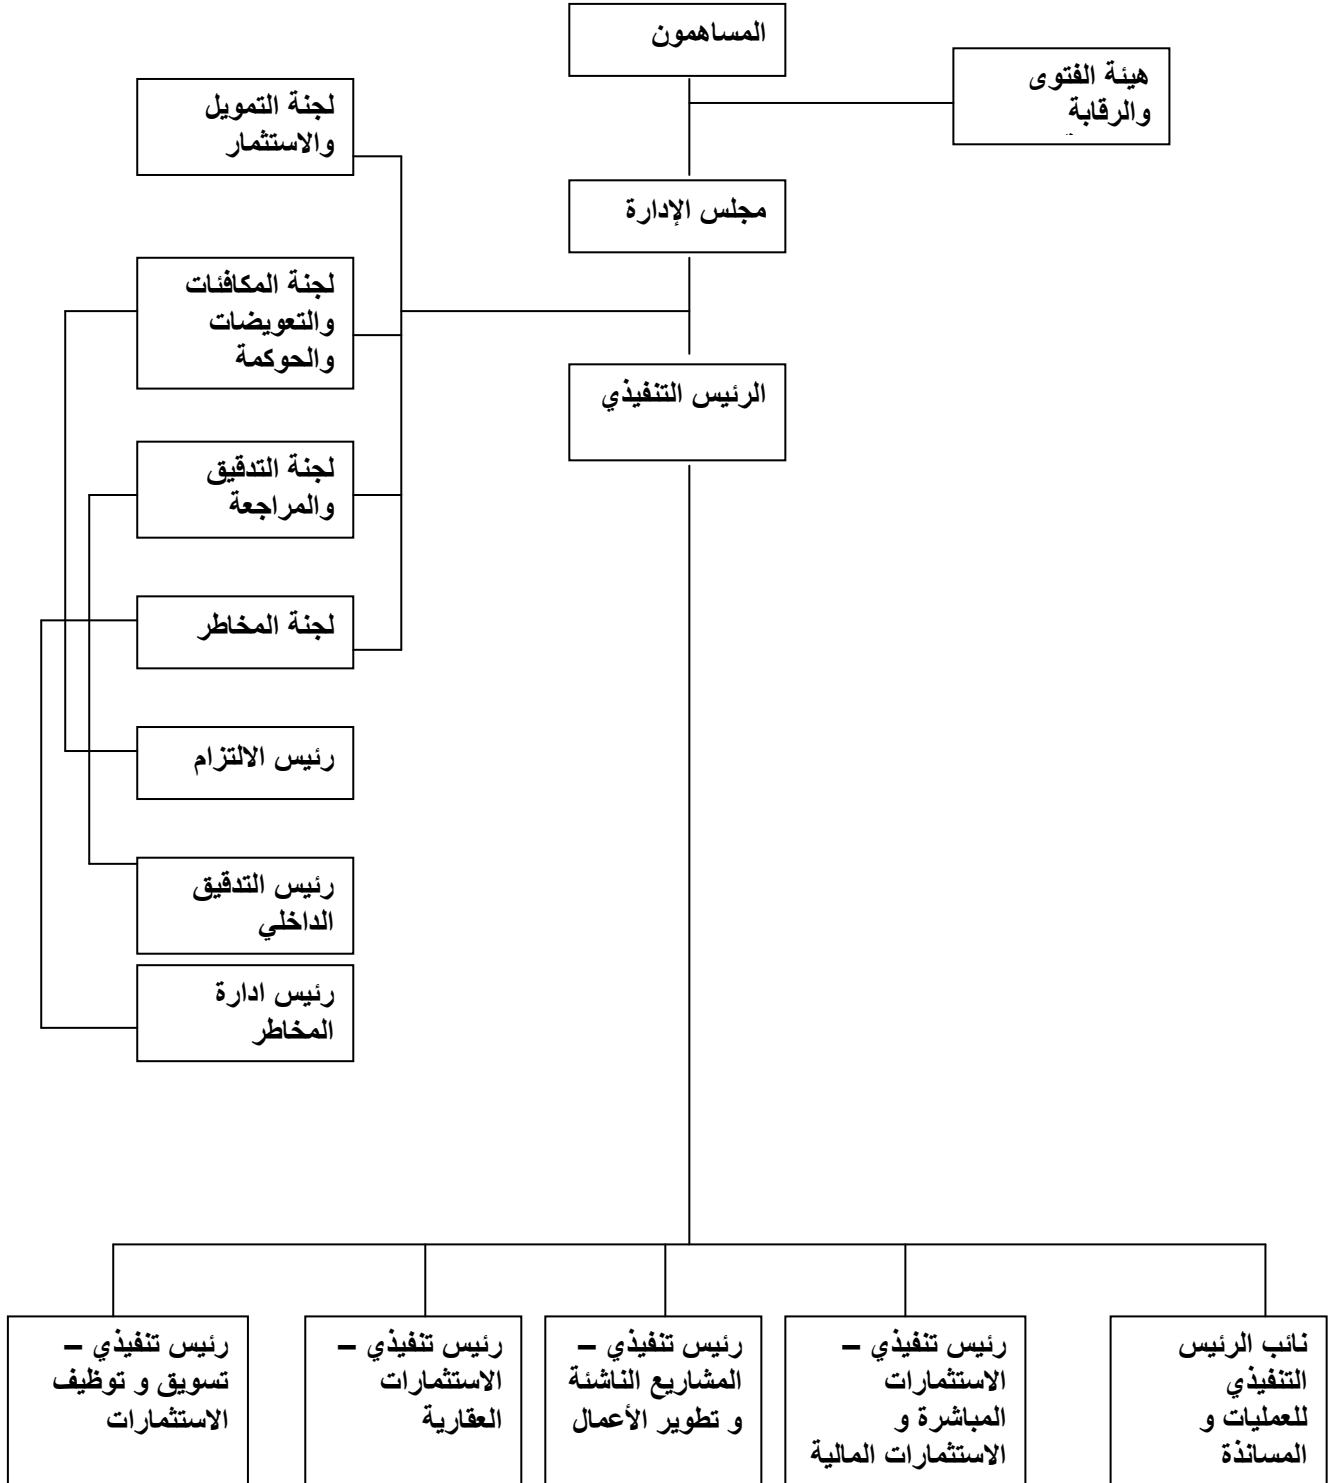 المساهمون
هيئة الفتوى
والرقابة
لجنة التمويل
والاستثمار
مجلس الإدارة
لجنة المكافئات
والتعويضات
والحوكمة
الرئيس التنفيذي
لجنة التدقيق
والمراجعة
لجنة المخاطر
رئيس الالتزام
رئيس التدقيق
الداخلي
رئيس ادارة
المخاطر
نائب الرئيس
التنفيذي
للعمليات و
المساندة
رئيس تنفيذي –
الاستثمارات
المباشرة و
الاستثمارات المالية
رئيس تنفيذي –
المشاريع الناشئة
و تطوير الأعمال
رئيس تنفيذي –
الاستثمارات
العقارية
رئيس تنفيذي –
تسويق و توظيف
الاستثمارات